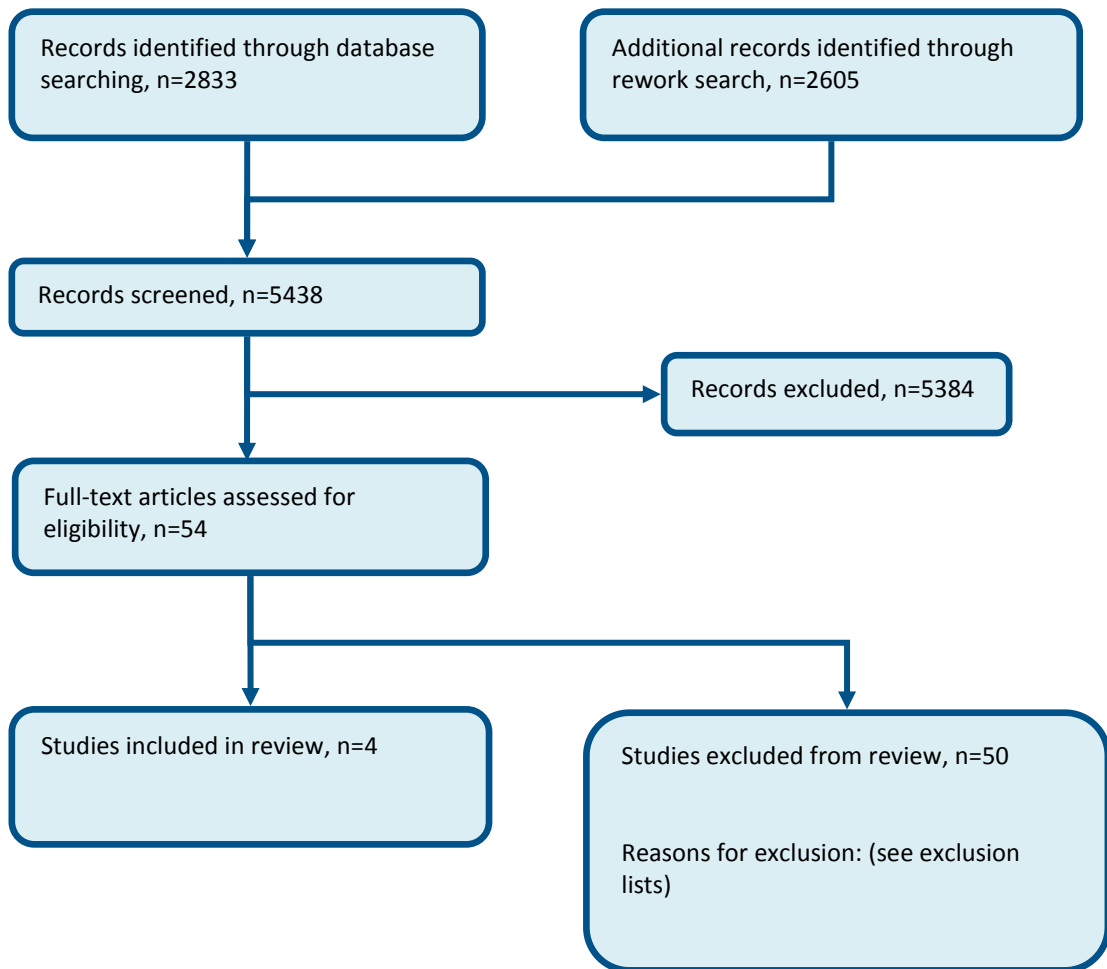 Records identified through database
searching, n=2833
Additional records identified through
rework search, n=2605
Records screened, n=5438
Records excluded, n=5384
Full-text articles assessed for
eligibility, n=54
Studies included in review, n=4
Studies excluded from review, n=50
Reasons for exclusion: (see exclusion
lists)